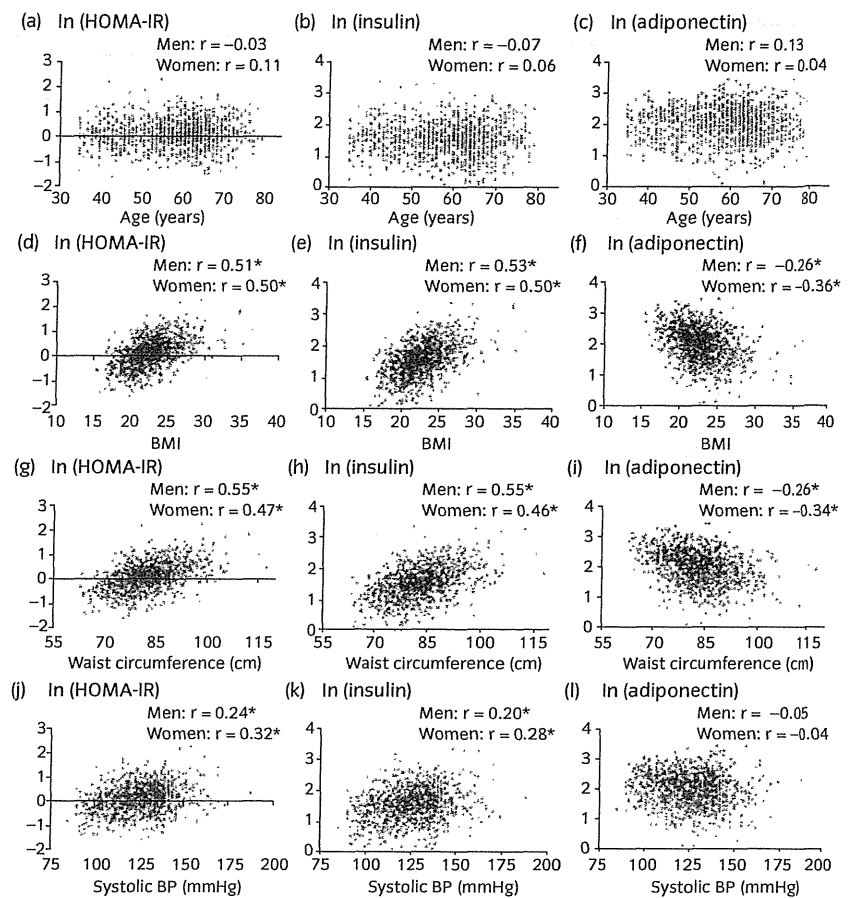 (a) ln (HOMA-IR)
Men: r = −0.03
Women: r = 0.11
3
2
1
0
−1
−2
30 40 50 60 70 80
Age (years)
(b) ln (insulin)
Men: r = −0.07
Women: r = 0.06
4
3
2
1
0
30 40 50 60 70 80
Age (years)
(c) ln (adiponectin)
Men: r = 0.13
Women: r = 0.04
4
3
2
1
0
30 40 50 60 70 80
Age (years)
(d) ln (HOMA-IR)
Men: r = 0.51*
Women: r = 0.50*
3
2
1
0
−1
−2
10 15 20 25 30 35 40
BMI
(e) ln (insulin)
Men: r = 0.53*
Women: r = 0.50*
4
3
2
1
0
10 15 20 25 30 35 40
BMI
(f) ln (adiponectin)
Men: r = −0.26*
Women: r = −0.36*
4
3
2
1
0
10 15 20 25 30 35 40
BMI
(g) ln (HOMA-IR)
Men: r = 0.55*
Women: r = 0.47*
3
2
1
0
−1
−2
55 70 85 100 115
Waist circumference (cm)
(h) ln (insulin)
Men: r = 0.55*
Women: r = 0.46*
4
3
2
1
0
55 70 85 100 115
Waist circumference (cm)
(i) ln (adiponectin)
Men: r = −0.26*
Women: r = −0.34*
4
3
2
1
0
55 70 85 100 115
Waist circumference (cm)
(j) ln (HOMA-IR)
Men: r = 0.24*
Women: r = 0.32*
3
2
1
0
−1
−2
75 100 125 150 175 200
Systolic BP (mmHg)
(k) ln (insulin)
Men: r = 0.20*
Women: r = 0.28*
4
3
2
1
0
75 100 125 150 175 200
Systolic BP (mmHg)
(l) ln (adiponectin)
Men: r = −0.05
Women: r = −0.04
4
3
2
1
0
75 100 125 150 175 200
Systolic BP (mmHg)